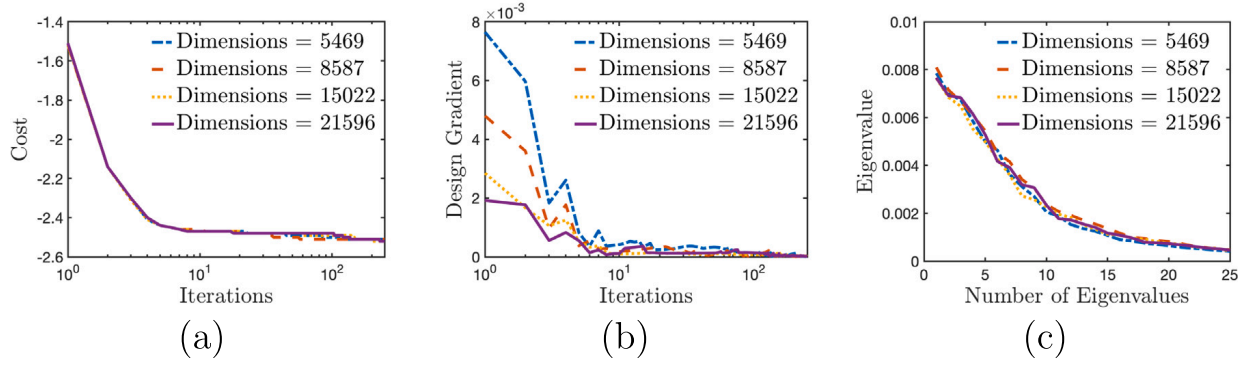 -1.4
-1.6
-1.8
-2
-2.2
-2.4
-2.6
Cost
10^0
10^1
10^2
Iterations
Dimensions = 5469
Dimensions = 8587
Dimensions = 15022
Dimensions = 21596
(a)
8 ×10^-3
6
4
2
0
Design Gradient
10^0
10^1
10^2
Iterations
Dimensions = 5469
Dimensions = 8587
Dimensions = 15022
Dimensions = 21596
(b)
0.01
0.008
0.006
0.004
0.002
0
Eigenvalue
0 5 10 15 20 25
Number of Eigenvalues
Dimensions = 5469
Dimensions = 8587
Dimensions = 15022
Dimensions = 21596
(c)